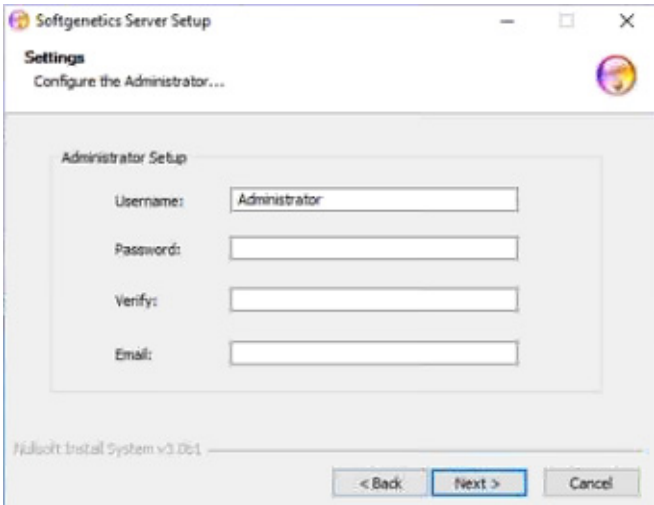 Softgenetics Server Setup
Settings
Configure the Administrator...
Administrator Setup
Username: Administrator
Password:
Verify:
Email:
Nullsoft Install System v3.0b1
< Back Next > Cancel